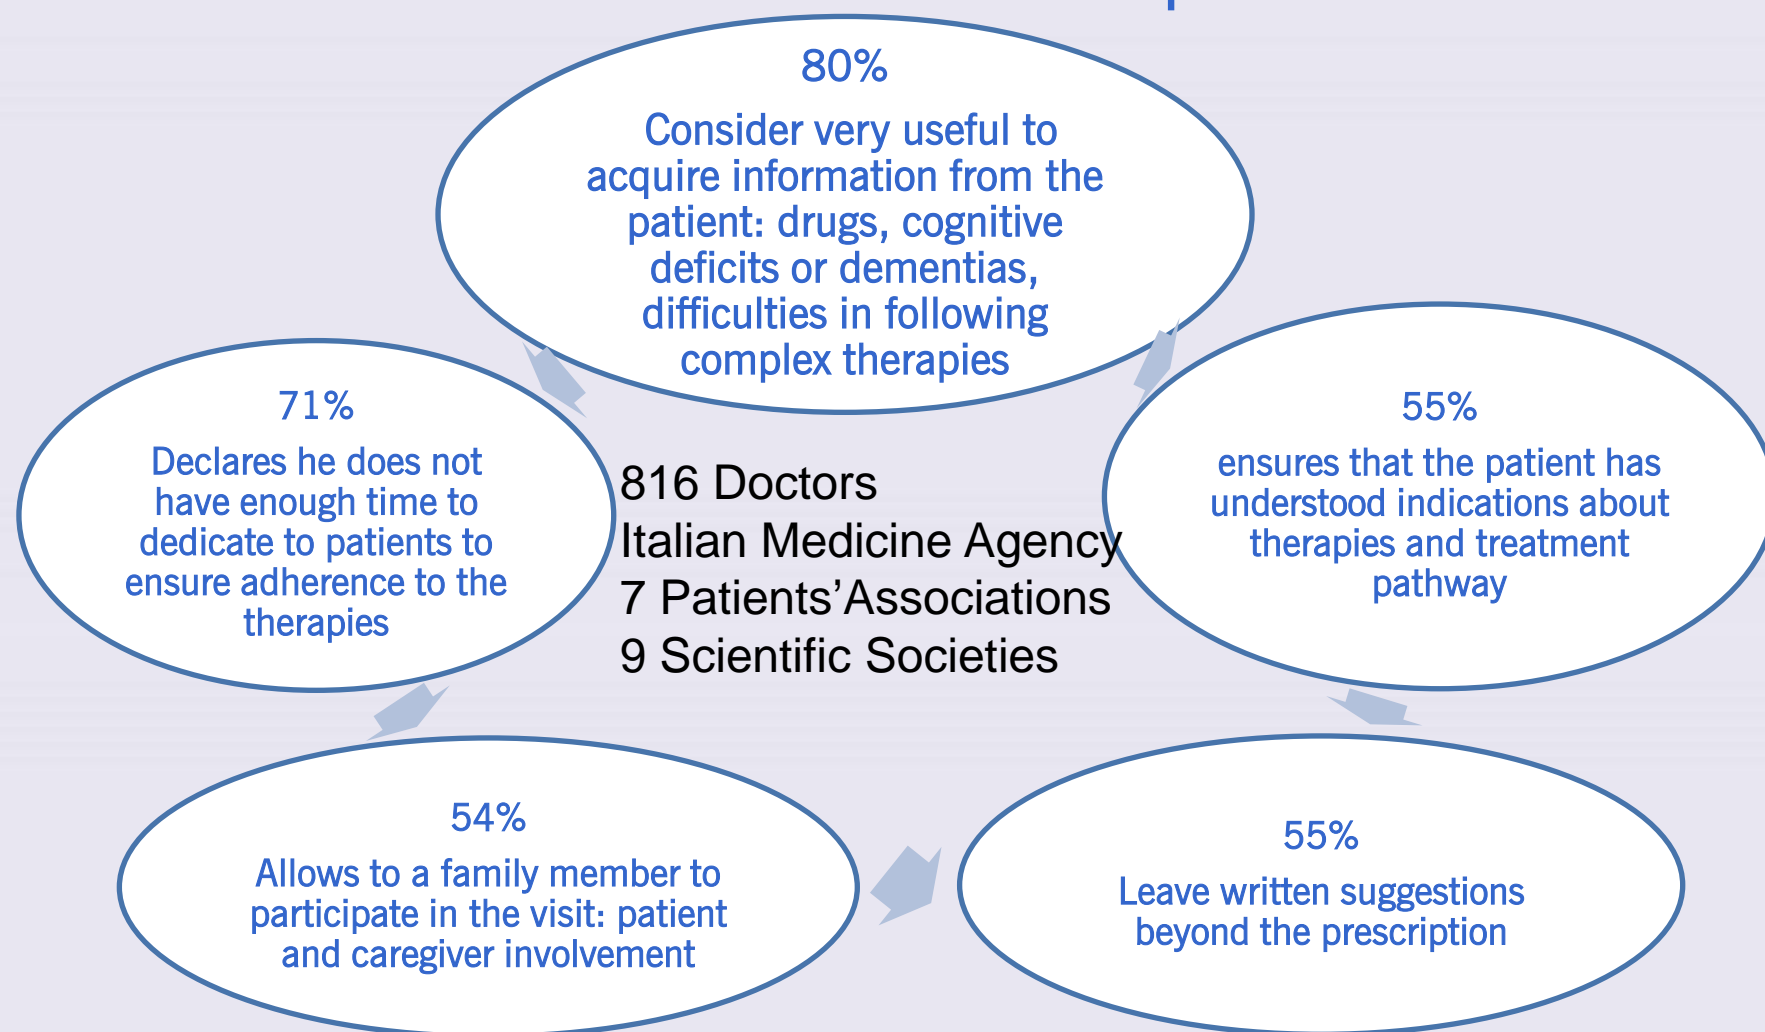 80%
Consider very useful to
acquire information from the
patient: drugs, cognitive
deficits or dementias,
difficulties in following
complex therapies
71%
Declares he does not
have enough time to
dedicate to patients to
ensure adherence to the
therapies
816 Doctors
Italian Medicine Agency
7 Patients’Associations
9 Scientific Societies
55%
ensures that the patient has
understood indications about
therapies and treatment
pathway
54%
Allows to a family member to
participate in the visit: patient
and caregiver involvement
55%
Leave written suggestions
beyond the prescription